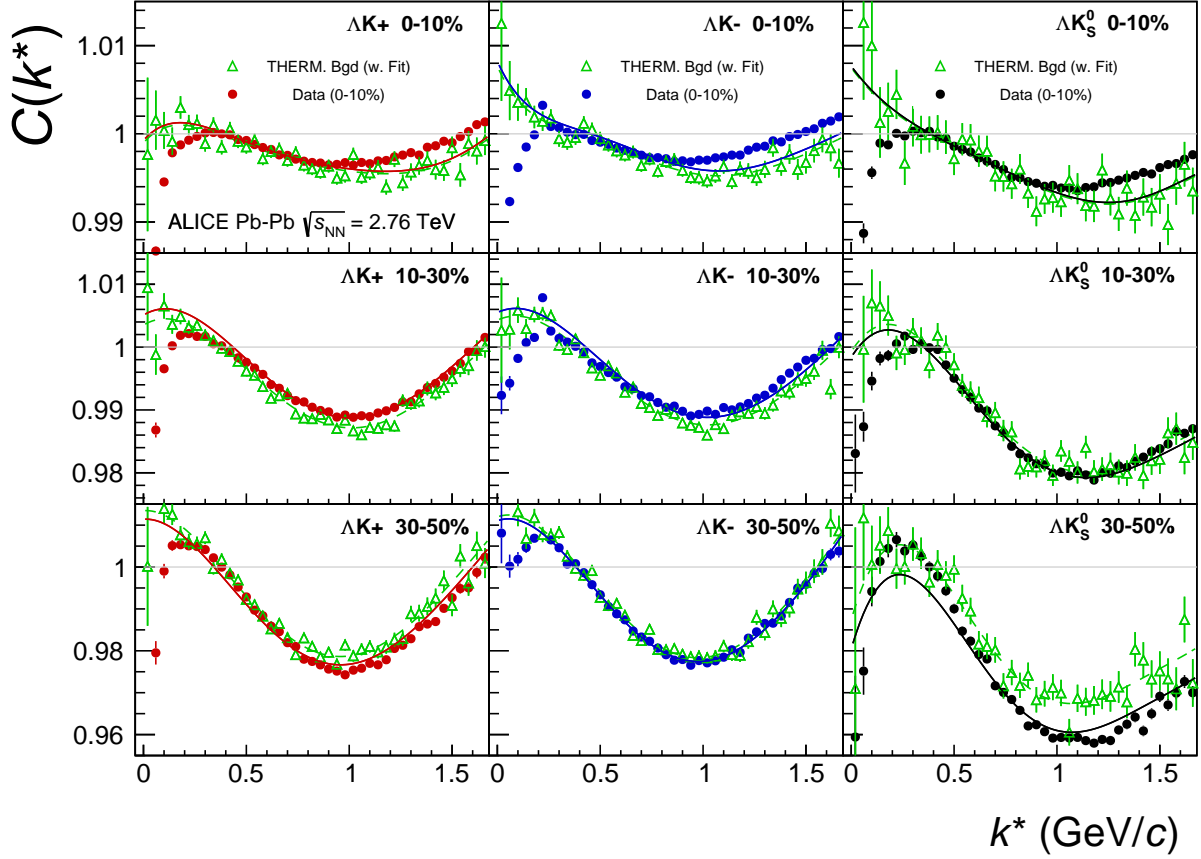 C(k*)
ΛK+ 0-10%
THERM. Bgd (w. Fit)
Data (0-10%)
ALICE Pb-Pb √sNN = 2.76 TeV
1.01
1
0.99
ΛK- 0-10%
THERM. Bgd (w. Fit)
Data (0-10%)
ΛK0S 0-10%
THERM. Bgd (w. Fit)
Data (0-10%)
ΛK+ 10-30%
1.01
1
0.99
0.98
ΛK- 10-30%
ΛK0S 10-30%
ΛK+ 30-50%
1
0.98
0.96
ΛK- 30-50%
ΛK0S 30-50%
0 0.5 1 1.5
0 0.5 1 1.5
0 0.5 1 1.5
k* (GeV/c)